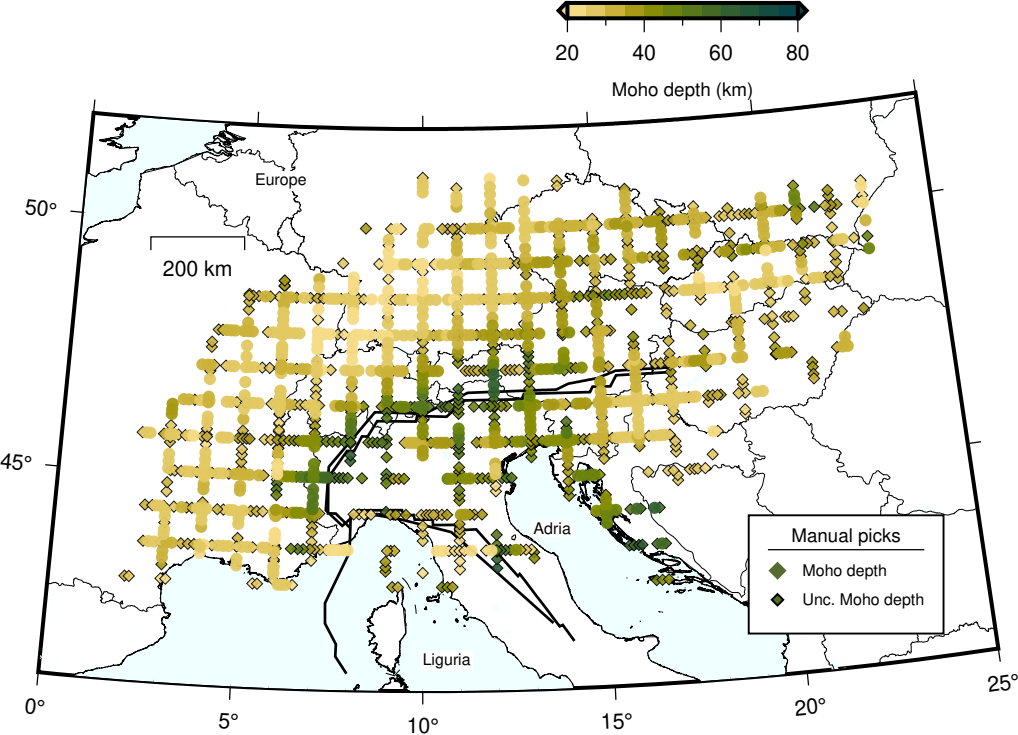 20 40 60 80
Moho depth (km)
Europe
50°
200 km
45°
Adria
Manual picks
Moho depth
Unc. Moho depth
Liguria
0° 5° 10° 15° 20° 25°